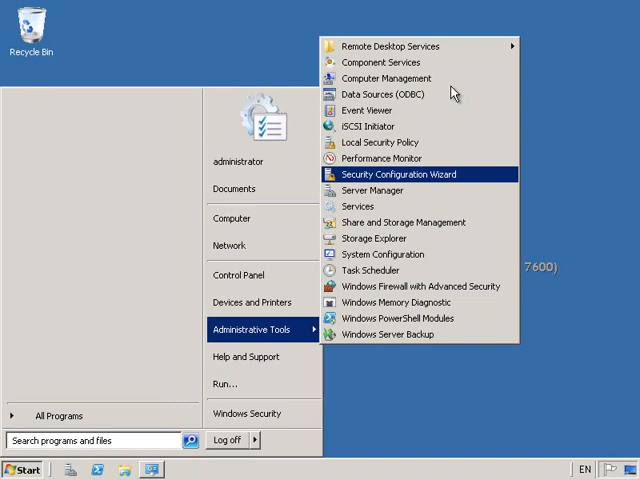 Recycle Bin
administrator
Documents
Computer
Network
Control Panel
Devices and Printers
Administrative Tools
Help and Support
Run...
Windows Security
All Programs
Search programs and files
Log off
Remote Desktop Services
Component Services
Computer Management
Data Sources (ODBC)
Event Viewer
iSCSI Initiator
Local Security Policy
Performance Monitor
Security Configuration Wizard
Server Manager
Services
Share and Storage Management
Storage Explorer
System Configuration
Task Scheduler
Windows Firewall with Advanced Security
Windows Memory Diagnostic
Windows PowerShell Modules
Windows Server Backup
7600)
Start
EN